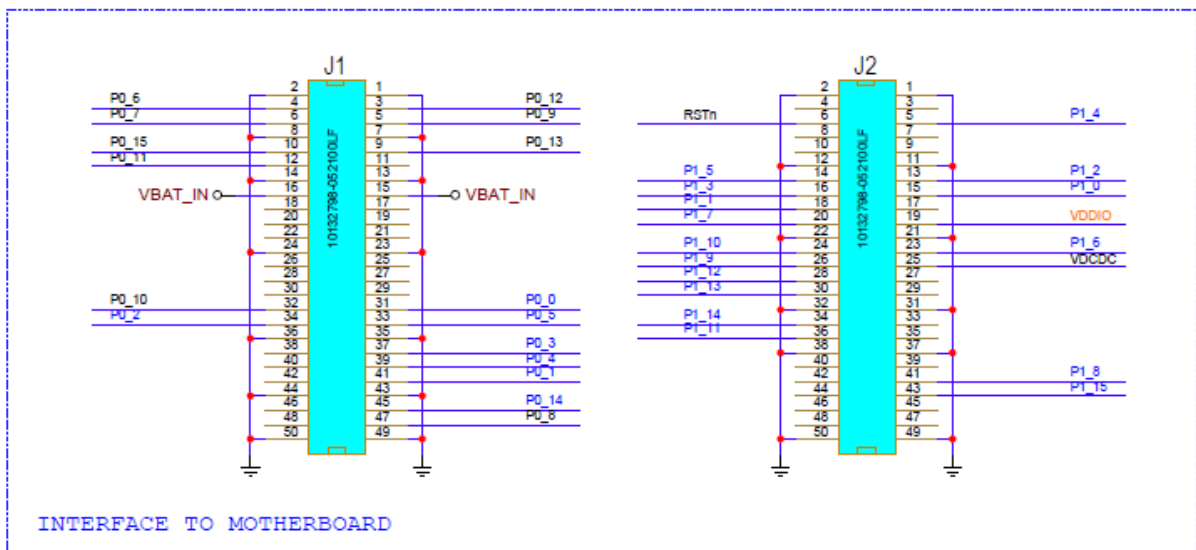 J1 J2
2 1 2 1
P0_6 4 3 P0_12 4 3
P0_7 6 5 P0_9 RSTn 6 5 P1_4
8 7 8 7
P0_15 10 9 P0_13 10 9
P0_11 12 11 12 11
14 13 P1_5 14 13 P1_2
VBAT_IN 16 15 VBAT_IN P1_3 16 15 P1_0
18 17 P1_1 18 17
20 19 P1_7 20 19 VDDIO
22 21 22 21
24 23 P1_10 24 23 P1_6
26 25 P1_9 26 25 VDCDC
28 27 P1_12 28 27
30 29 P1_13 30 29
P0_10 32 31 P0_0 32 31
P0_2 34 33 P0_5 P1_14 34 33
36 35 P1_11 36 35
38 37 P0_3 38 37
40 39 P0_4 40 39
42 41 P0_1 42 41 P1_8
44 43 44 43 P1_15
46 45 P0_14 46 45
48 47 P0_8 48 47
50 49 50 49
10132798-052100LF
10132798-052100LF
INTERFACE TO MOTHERBOARD